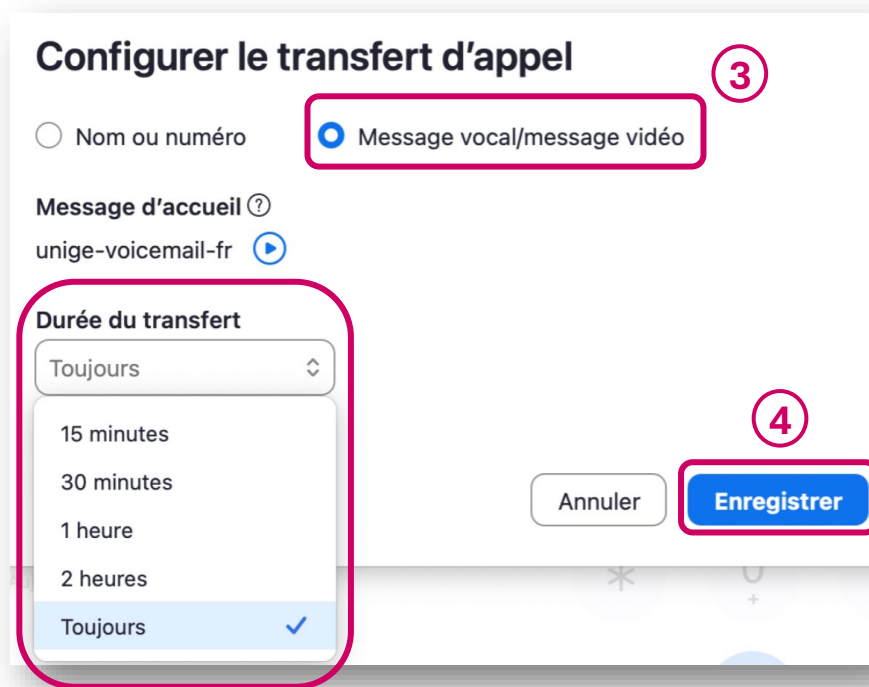 Configurer le transfert d’appel
3
Nom ou numéro
Message vocal/message vidéo
Message d’accueil ?
unige-voicemail-fr
Durée du transfert
Toujours
15 minutes
30 minutes
1 heure
2 heures
Toujours
4
Annuler
Enregistrer
* 0
+